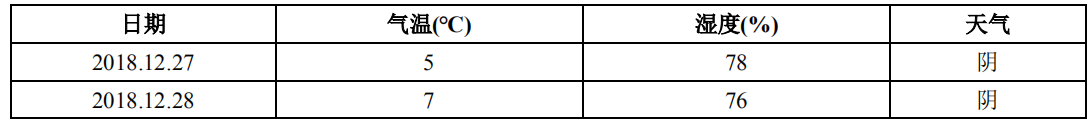 日期 气温(℃) 湿度(%) 天气
2018.12.27 5 78 阴
2018.12.28 7 76 阴